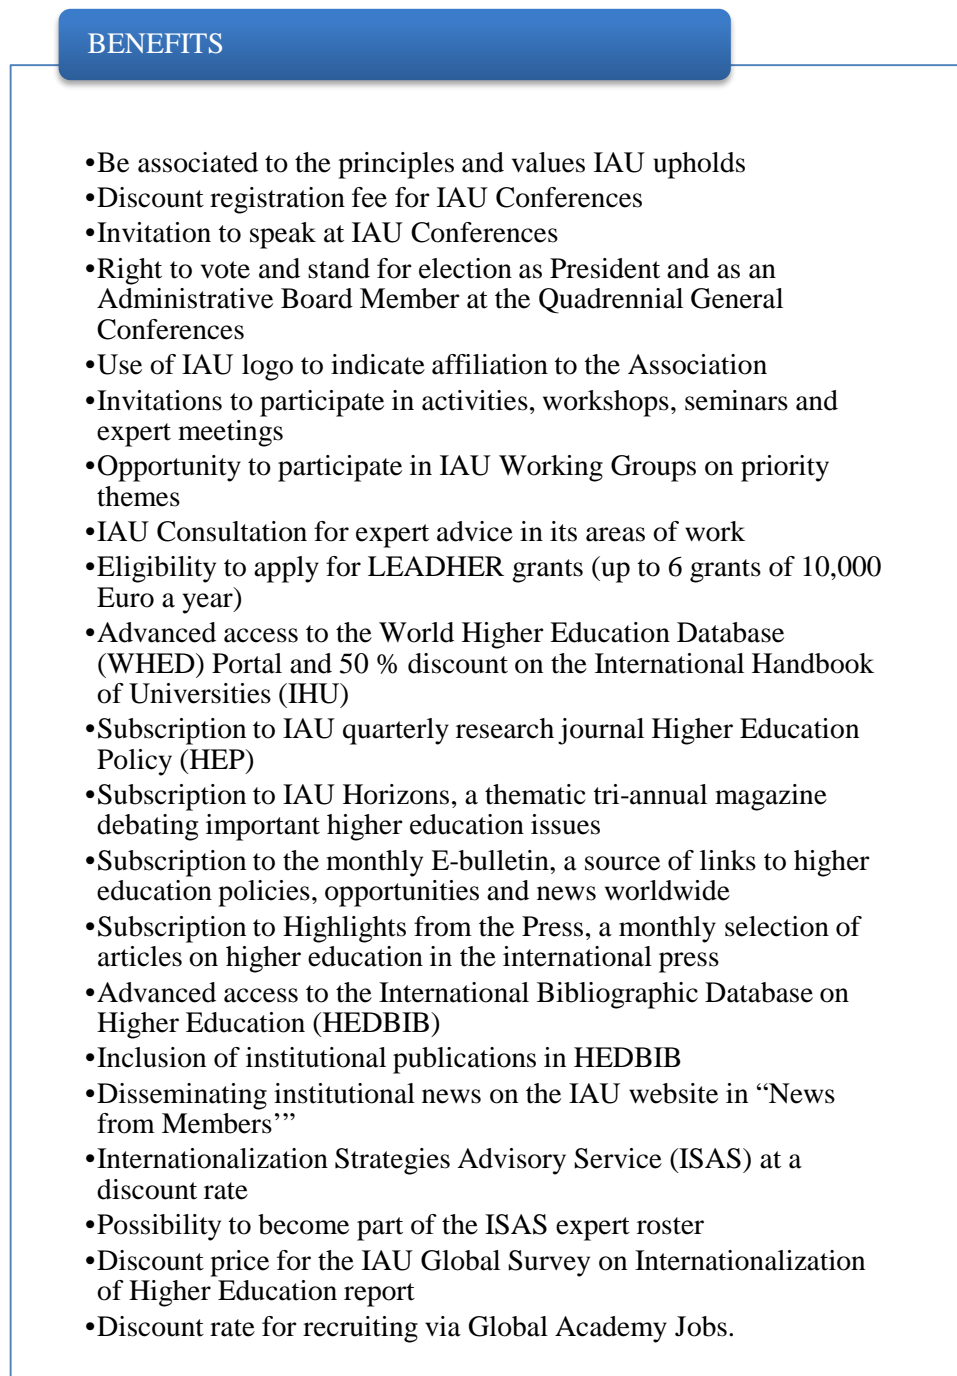 BENEFITS
•Be associated to the principles and values IAU upholds
•Discount registration fee for IAU Conferences
•Invitation to speak at IAU Conferences
•Right to vote and stand for election as President and as an
Administrative Board Member at the Quadrennial General
Conferences
•Use of IAU logo to indicate affiliation to the Association
•Invitations to participate in activities, workshops, seminars and
expert meetings
•Opportunity to participate in IAU Working Groups on priority
themes
•IAU Consultation for expert advice in its areas of work
•Eligibility to apply for LEADHER grants (up to 6 grants of 10,000
Euro a year)
•Advanced access to the World Higher Education Database
(WHED) Portal and 50 % discount on the International Handbook
of Universities (IHU)
•Subscription to IAU quarterly research journal Higher Education
Policy (HEP)
•Subscription to IAU Horizons, a thematic tri-annual magazine
debating important higher education issues
•Subscription to the monthly E-bulletin, a source of links to higher
education policies, opportunities and news worldwide
•Subscription to Highlights from the Press, a monthly selection of
articles on higher education in the international press
•Advanced access to the International Bibliographic Database on
Higher Education (HEDBIB)
•Inclusion of institutional publications in HEDBIB
•Disseminating institutional news on the IAU website in “News
from Members’”
•Internationalization Strategies Advisory Service (ISAS) at a
discount rate
•Possibility to become part of the ISAS expert roster
•Discount price for the IAU Global Survey on Internationalization
of Higher Education report
•Discount rate for recruiting via Global Academy Jobs.